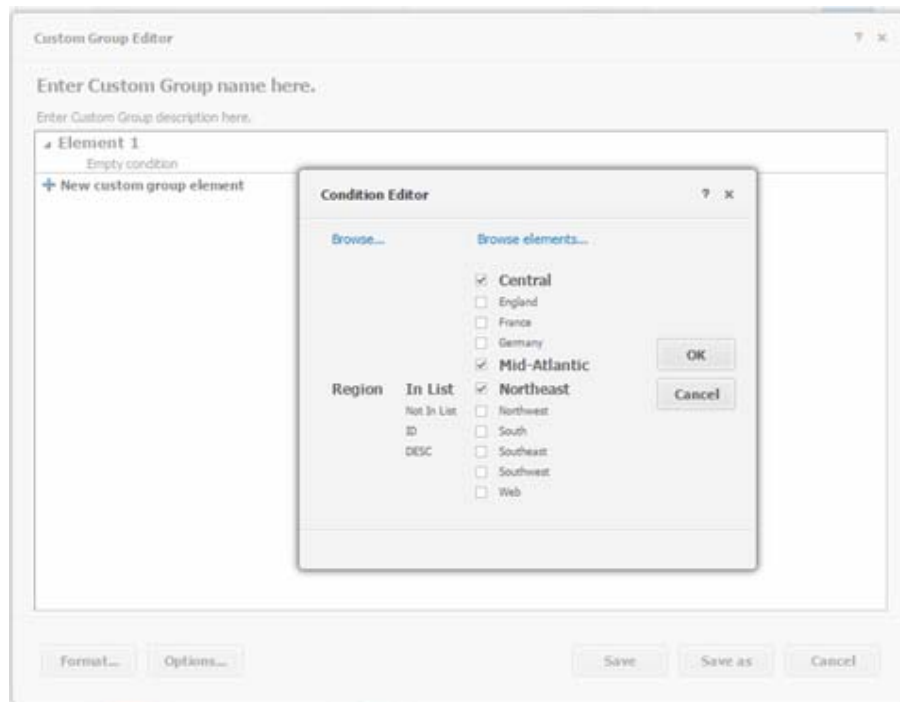 Custom Group Editor ? x
Enter Custom Group name here.
Enter Custom Group description here.
Element 1
Empty condition
New custom group element
Condition Editor ? x
Browse... Browse elements...
Central
England
France
Germany
Mid-Atlantic
Region In List Northeast
Not In List Northwest
ID South
DESC Southeast
Southwest
Web
OK
Cancel
Format... Options... Save Save as Cancel